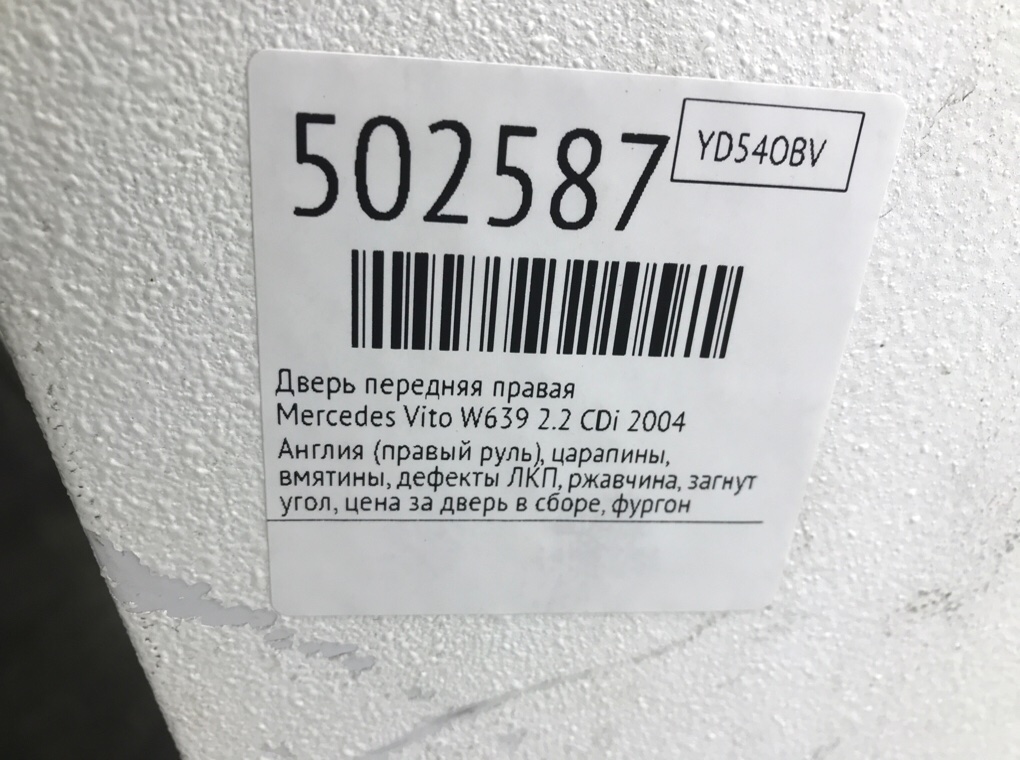 502587
YD540BV
Дверь передняя правая
Mercedes Vito W639 2.2 CDi 2004
Англия (правый руль), царапины,
вмятины, дефекты ЛКП, ржавчина, загнут
угол, цена за дверь в сборе, фургон